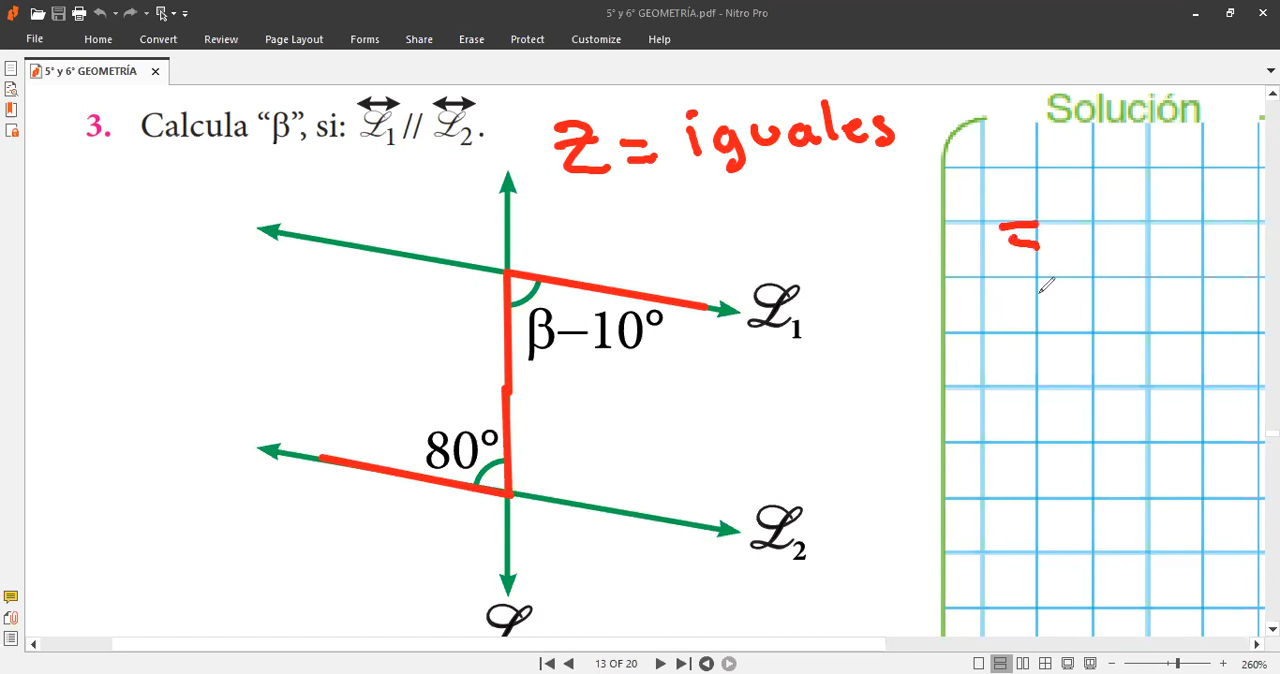 5° y 6° GEOMETRÍA.pdf - Nitro Pro
File Home Convert Review Page Layout Forms Share Erase Protect Customize Help
5° y 6° GEOMETRÍA
3. Calcula “β”, si: ℒ1 // ℒ2.
Z = iguales
Solución
=
ℒ1
β–10°
80°
ℒ2
ℒ
13 OF 20
260%